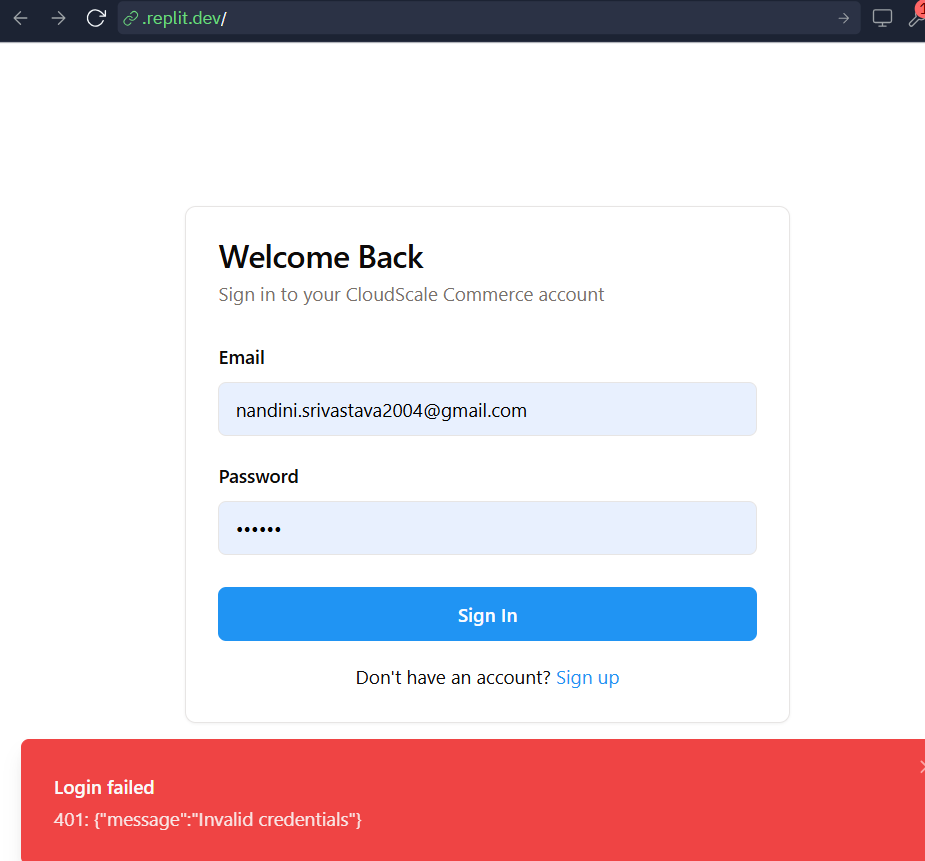 .replit.dev/
1
Welcome Back
Sign in to your CloudScale Commerce account
Email
nandini.srivastava2004@gmail.com
Password
••••••
Sign In
Don't have an account? Sign up
Login failed
401: {"message":"Invalid credentials"}